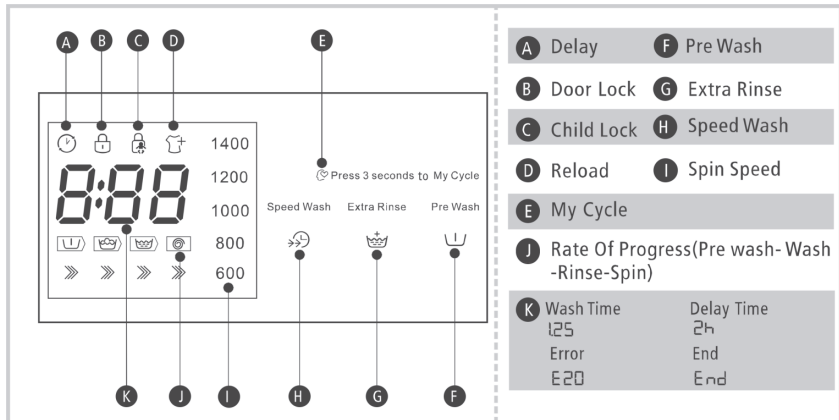 A B C D E
1400
8:88 1200
Press 3 seconds to My Cycle
1000
Speed Wash Extra Rinse Pre Wash
800
600
K J I H G F
A Delay F Pre Wash
B Door Lock G Extra Rinse
C Child Lock H Speed Wash
D Reload I Spin Speed
E My Cycle
J Rate Of Progress(Pre wash- Wash
-Rinse-Spin)
K Wash Time Delay Time
1:25 2h
Error End
E20 End